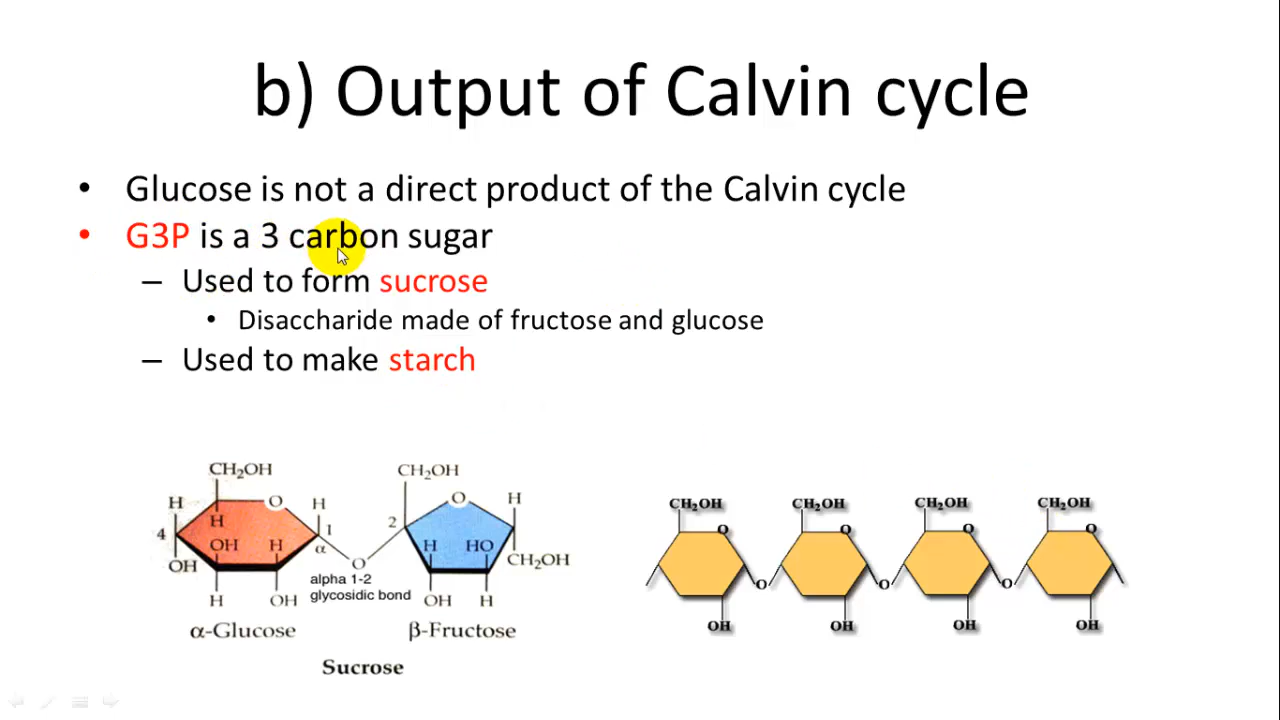 b) Output of Calvin cycle
• Glucose is not a direct product of the Calvin cycle
• G3P is a 3 carbon sugar
– Used to form sucrose
• Disaccharide made of fructose and glucose
– Used to make starch
CH₂OH
CH₂OH
H
O
H
O
H
4
H
1
2
OH
H
α
H
HO
OH
O
CH₂OH
alpha 1-2
glycosidic bond
H
OH
OH
H
α-Glucose
β-Fructose
Sucrose
CH₂OH
CH₂OH
CH₂OH
CH₂OH
O
O
O
O
O
O
O
OH
OH
OH
OH